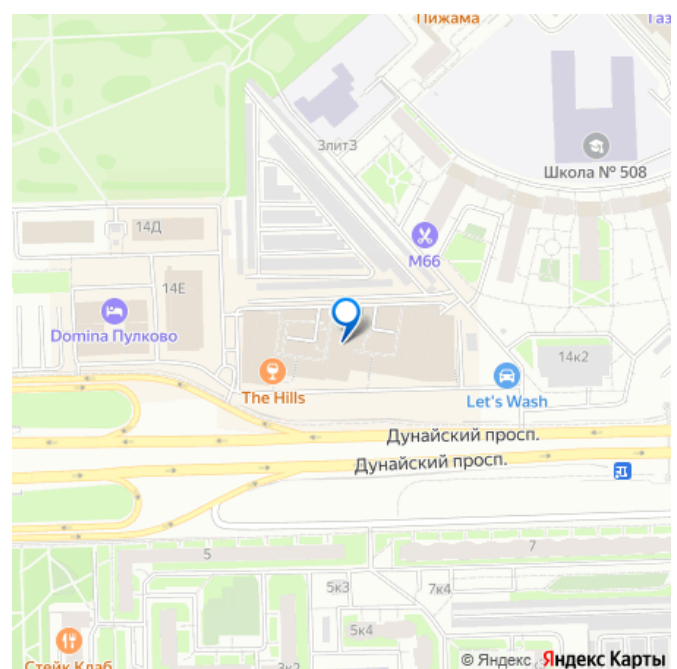 Пижама
Газ
3литЗ
Школа № 508
14Д
М66
14Е
Domina Пулково
14к2
The Hills
Let's Wash
Дунайский просп.
Дунайский просп.
5
7
5к3
7к4
5к4
Стейк Клаб
3к2
© Яндекс Яндекс Карты